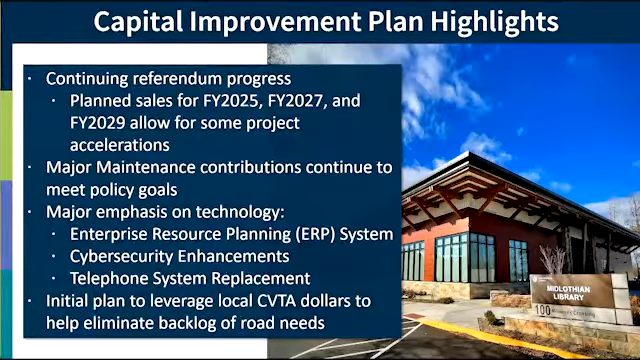 Capital Improvement Plan Highlights
· Continuing referendum progress
· Planned sales for FY2025, FY2027, and
FY2029 allow for some project
accelerations
· Major Maintenance contributions continue to
meet policy goals
· Major emphasis on technology:
· Enterprise Resource Planning (ERP) System
· Cybersecurity Enhancements
· Telephone System Replacement
· Initial plan to leverage local CVTA dollars to
help eliminate backlog of road needs
MIDLOTHIAN
LIBRARY
100